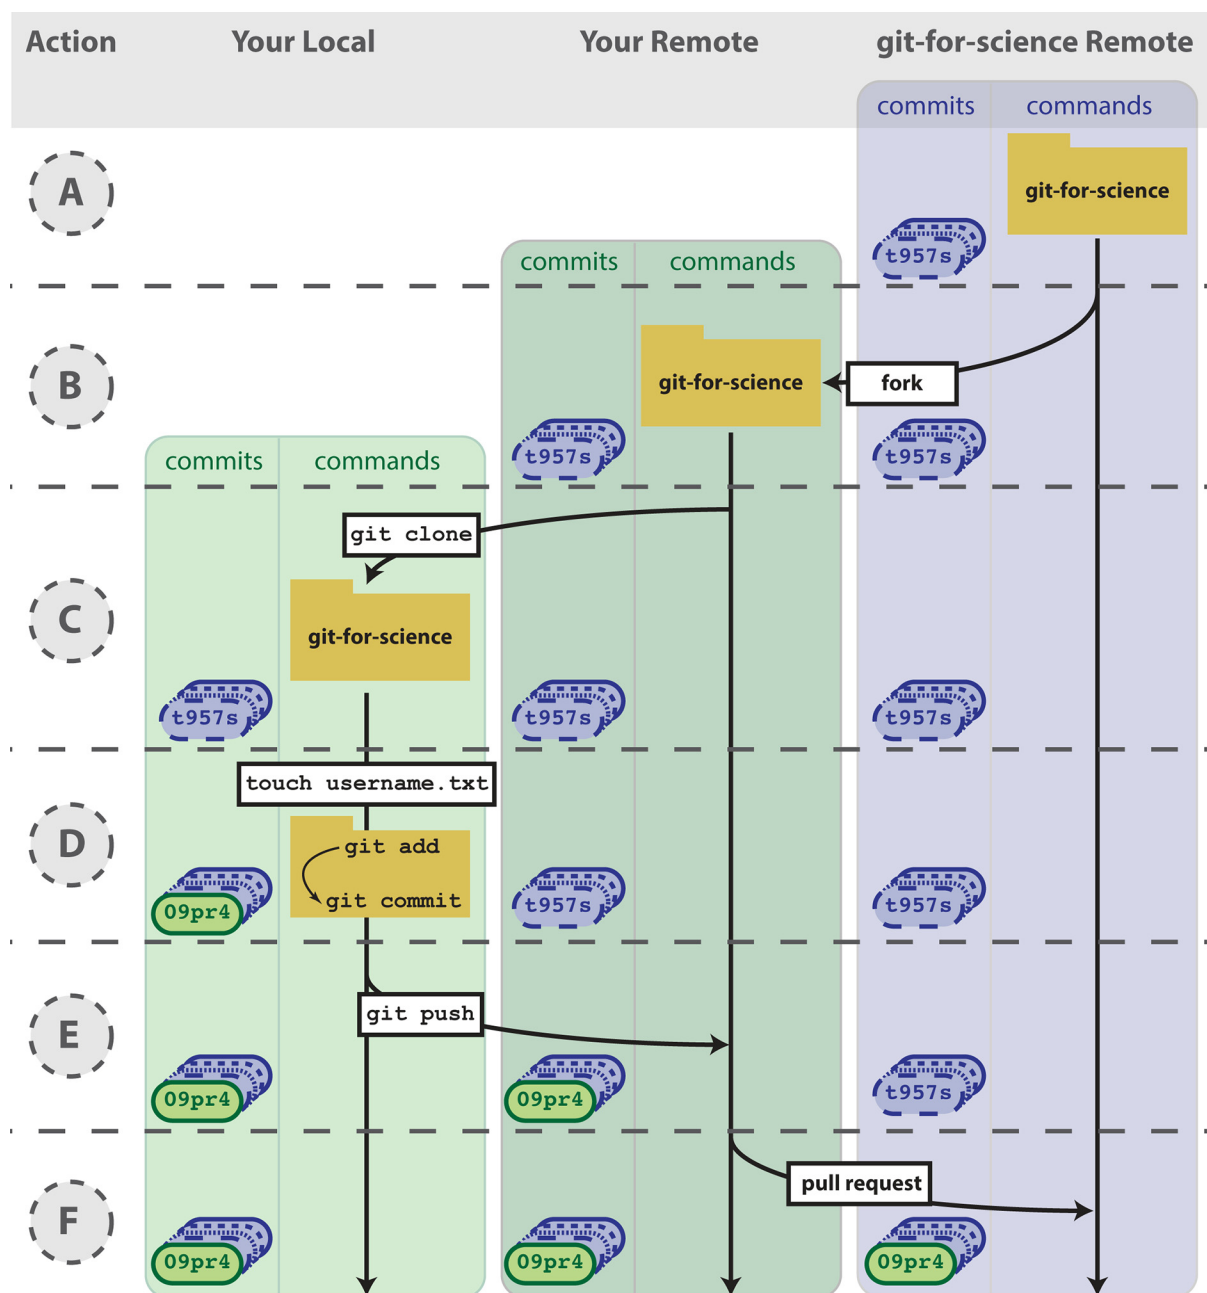 Action Your Local Your Remote git-for-science Remote
commits commands
A
git-for-science
t957s
commits commands
B
git-for-science
fork
t957s
t957s
commits commands
git clone
C
git-for-science
t957s
t957s
t957s
touch username.txt
D
git add
git commit
09pr4
t957s
t957s
E
git push
09pr4
09pr4
t957s
pull request
F
09pr4
09pr4
09pr4